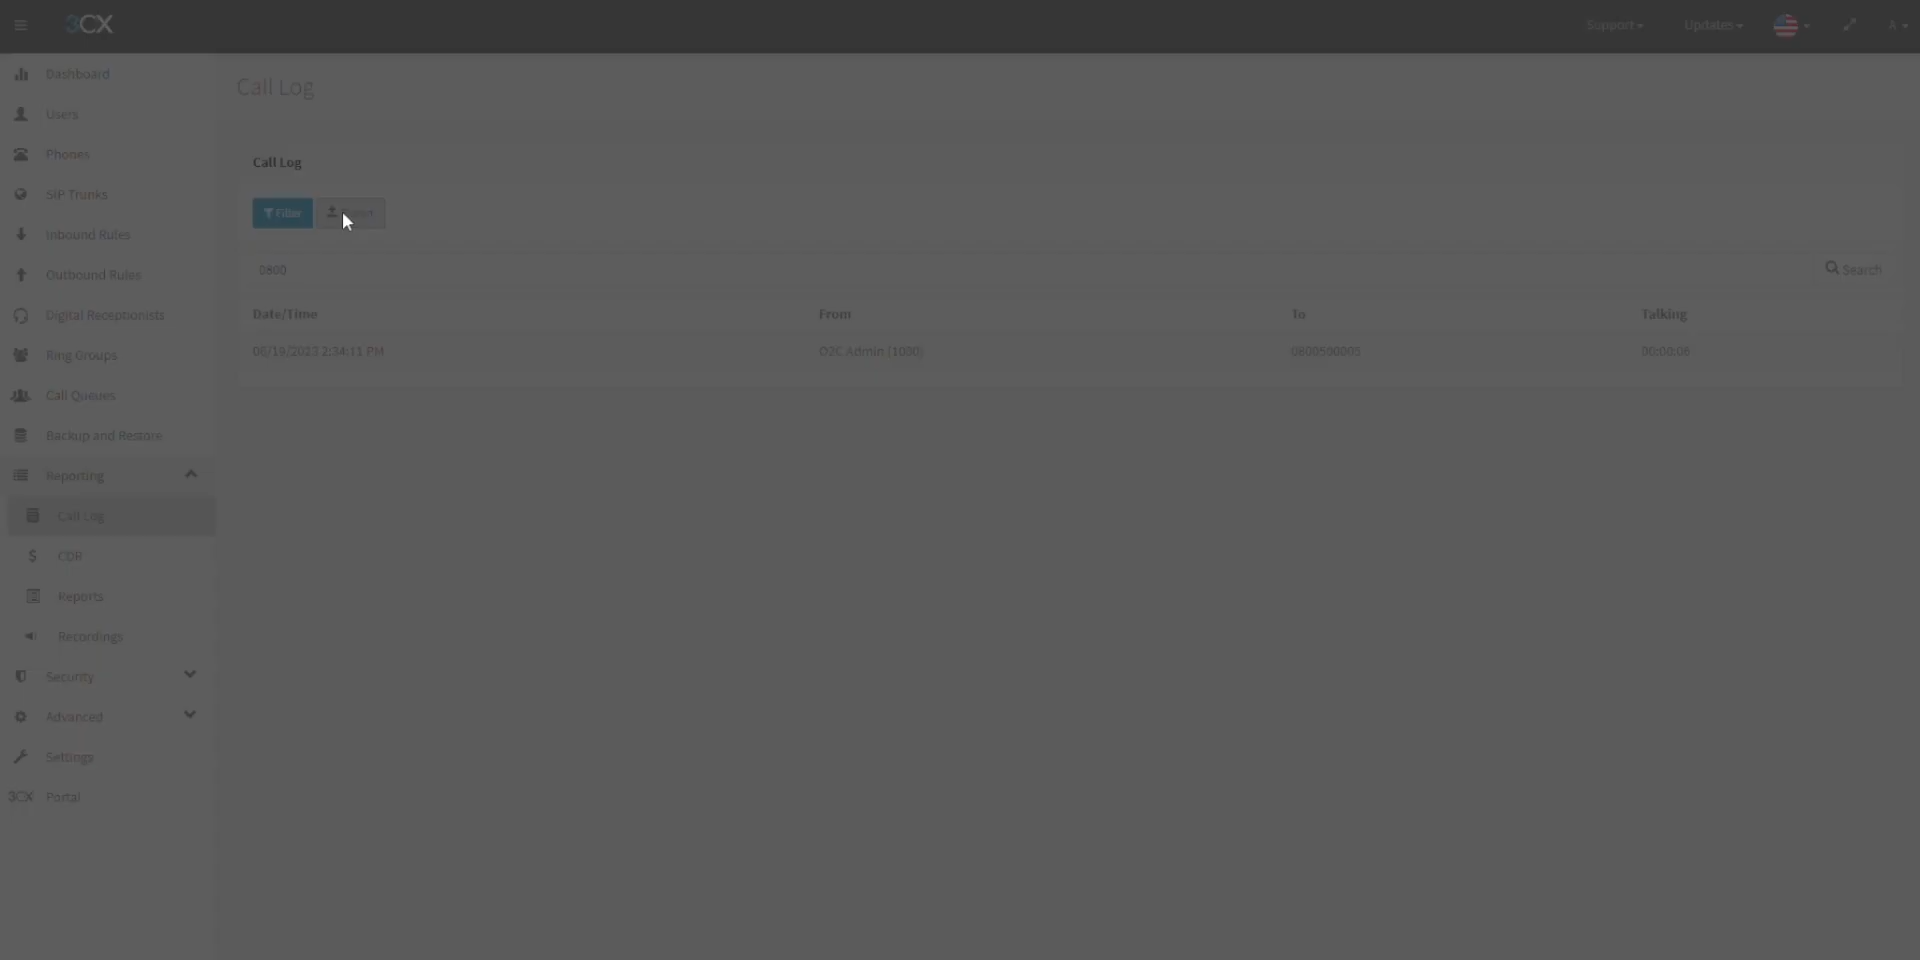 3CX
Support
Updates
A
Dashboard
Call Log
Users
Phones
Call Log
SIP Trunks
Filter
Inbound Rules
Outbound Rules
0800
Search
Digital Receptionists
Date/Time From To Talking
Ring Groups
06/19/2023 2:34:11 PM O2C Admin (1000) 0800500005 00:00:06
Call Queues
Backup and Restore
Reporting
Call Log
$ CDR
Reports
Recordings
Security
Advanced
Settings
3CX Portal